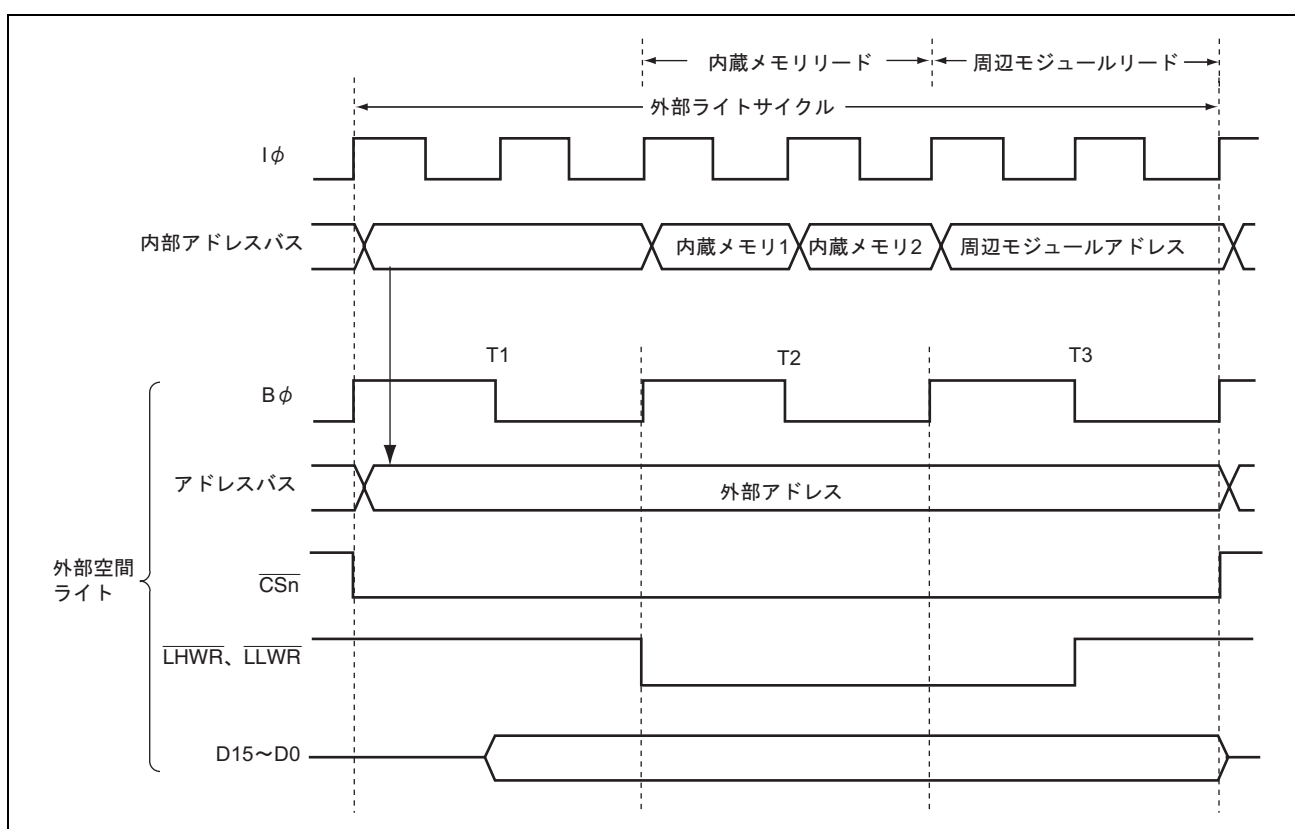 内蔵メモリリード 周辺モジュールリード
外部ライトサイクル
Iφ
内部アドレスバス 内蔵メモリ1 内蔵メモリ2 周辺モジュールアドレス
T1 T2 T3
Bφ
アドレスバス 外部アドレス
外部空間
ライト
CSn
LHWR、LLWR
D15～D0